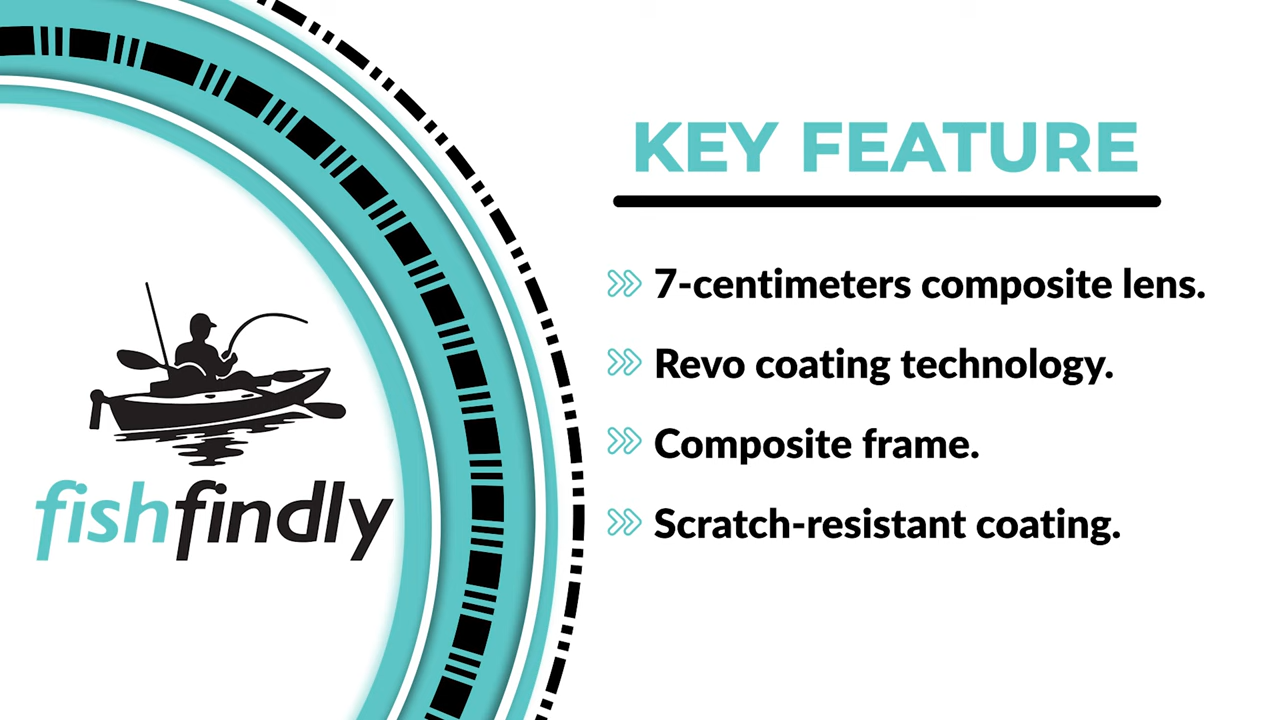 KEY FEATURE
7-centimeters composite lens.
Revo coating technology.
Composite frame.
Scratch-resistant coating.
fishfindly